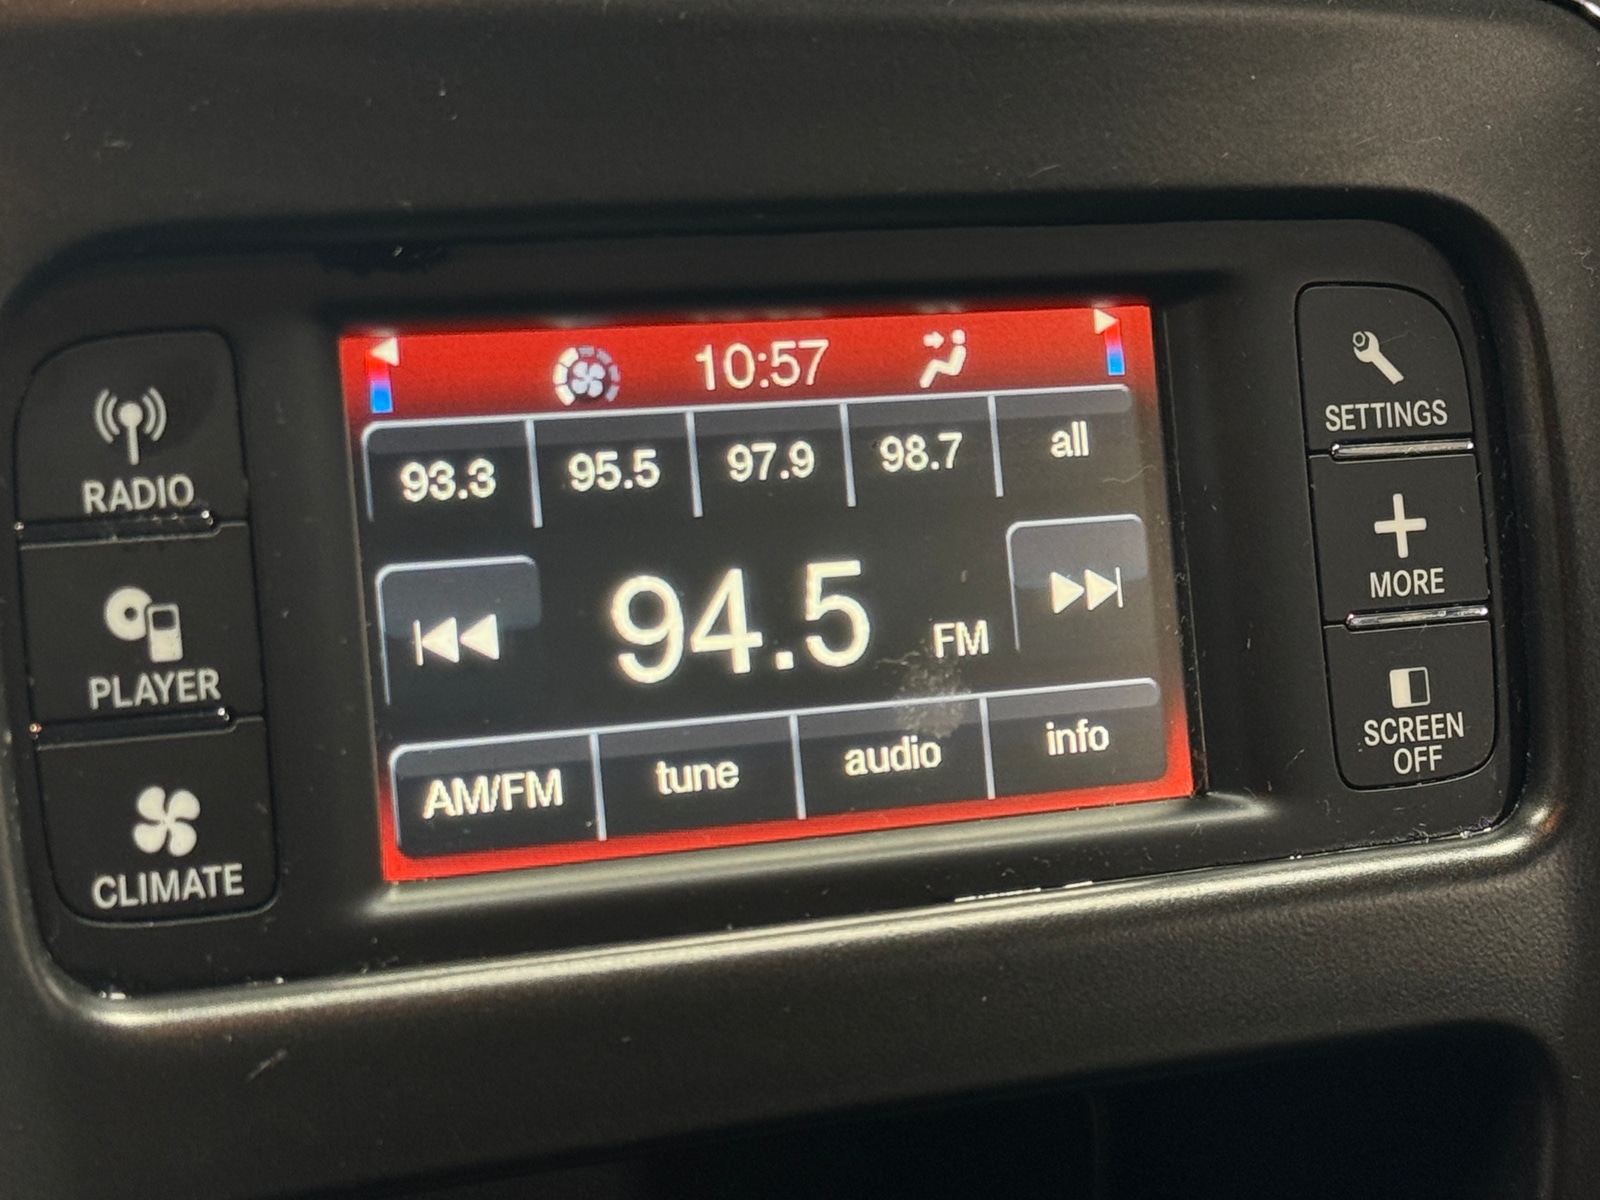 10:57
93.3 95.5 97.9 98.7 all
94.5 FM
AM/FM tune audio info
RADIO
PLAYER
CLIMATE
SETTINGS
MORE
SCREEN
OFF